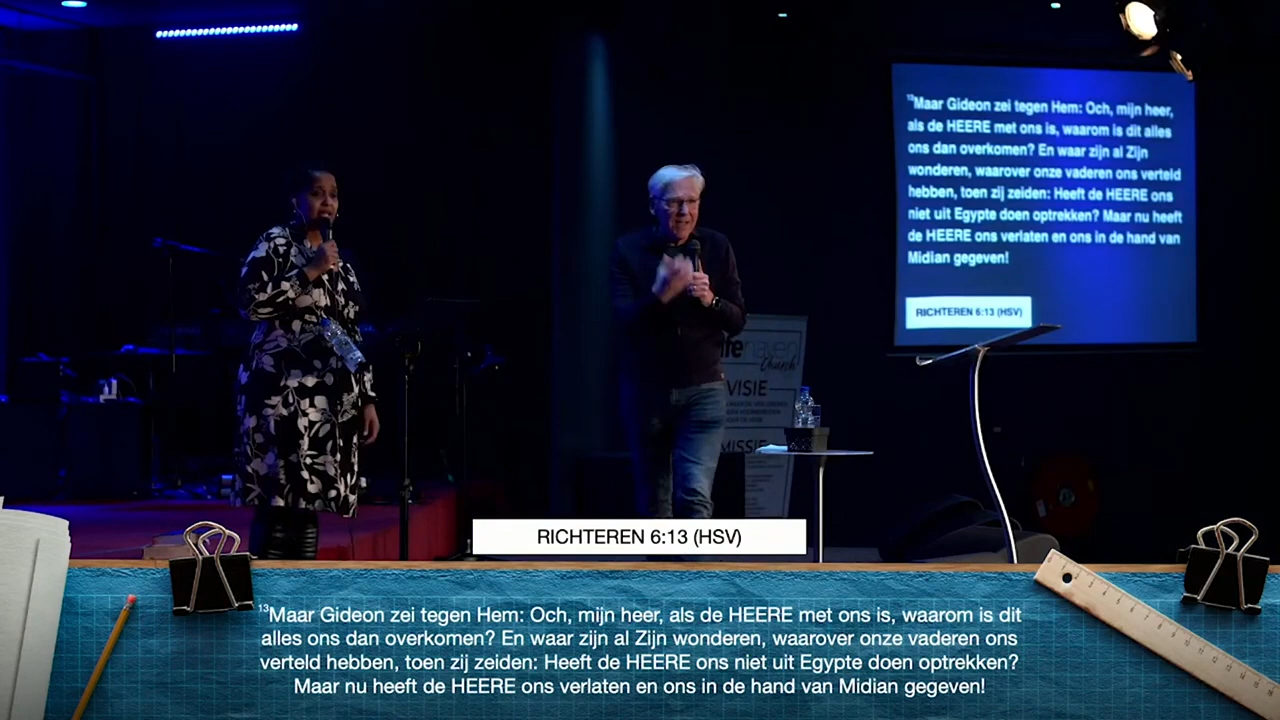 ¹³Maar Gideon zei tegen Hem: Och, mijn heer,
als de HEERE met ons is, waarom is dit alles
ons dan overkomen? En waar zijn al Zijn
wonderen, waarover onze vaderen ons verteld
hebben, toen zij zeiden: Heeft de HEERE ons
niet uit Egypte doen optrekken? Maar nu heeft
de HEERE ons verlaten en ons in de hand van
Midian gegeven!
RICHTEREN 6:13 (HSV)
Church
VISIE
MISSIE
RICHTEREN 6:13 (HSV)
¹³Maar Gideon zei tegen Hem: Och, mijn heer, als de HEERE met ons is, waarom is dit
alles ons dan overkomen? En waar zijn al Zijn wonderen, waarover onze vaderen ons
verteld hebben, toen zij zeiden: Heeft de HEERE ons niet uit Egypte doen optrekken?
Maar nu heeft de HEERE ons verlaten en ons in de hand van Midian gegeven!